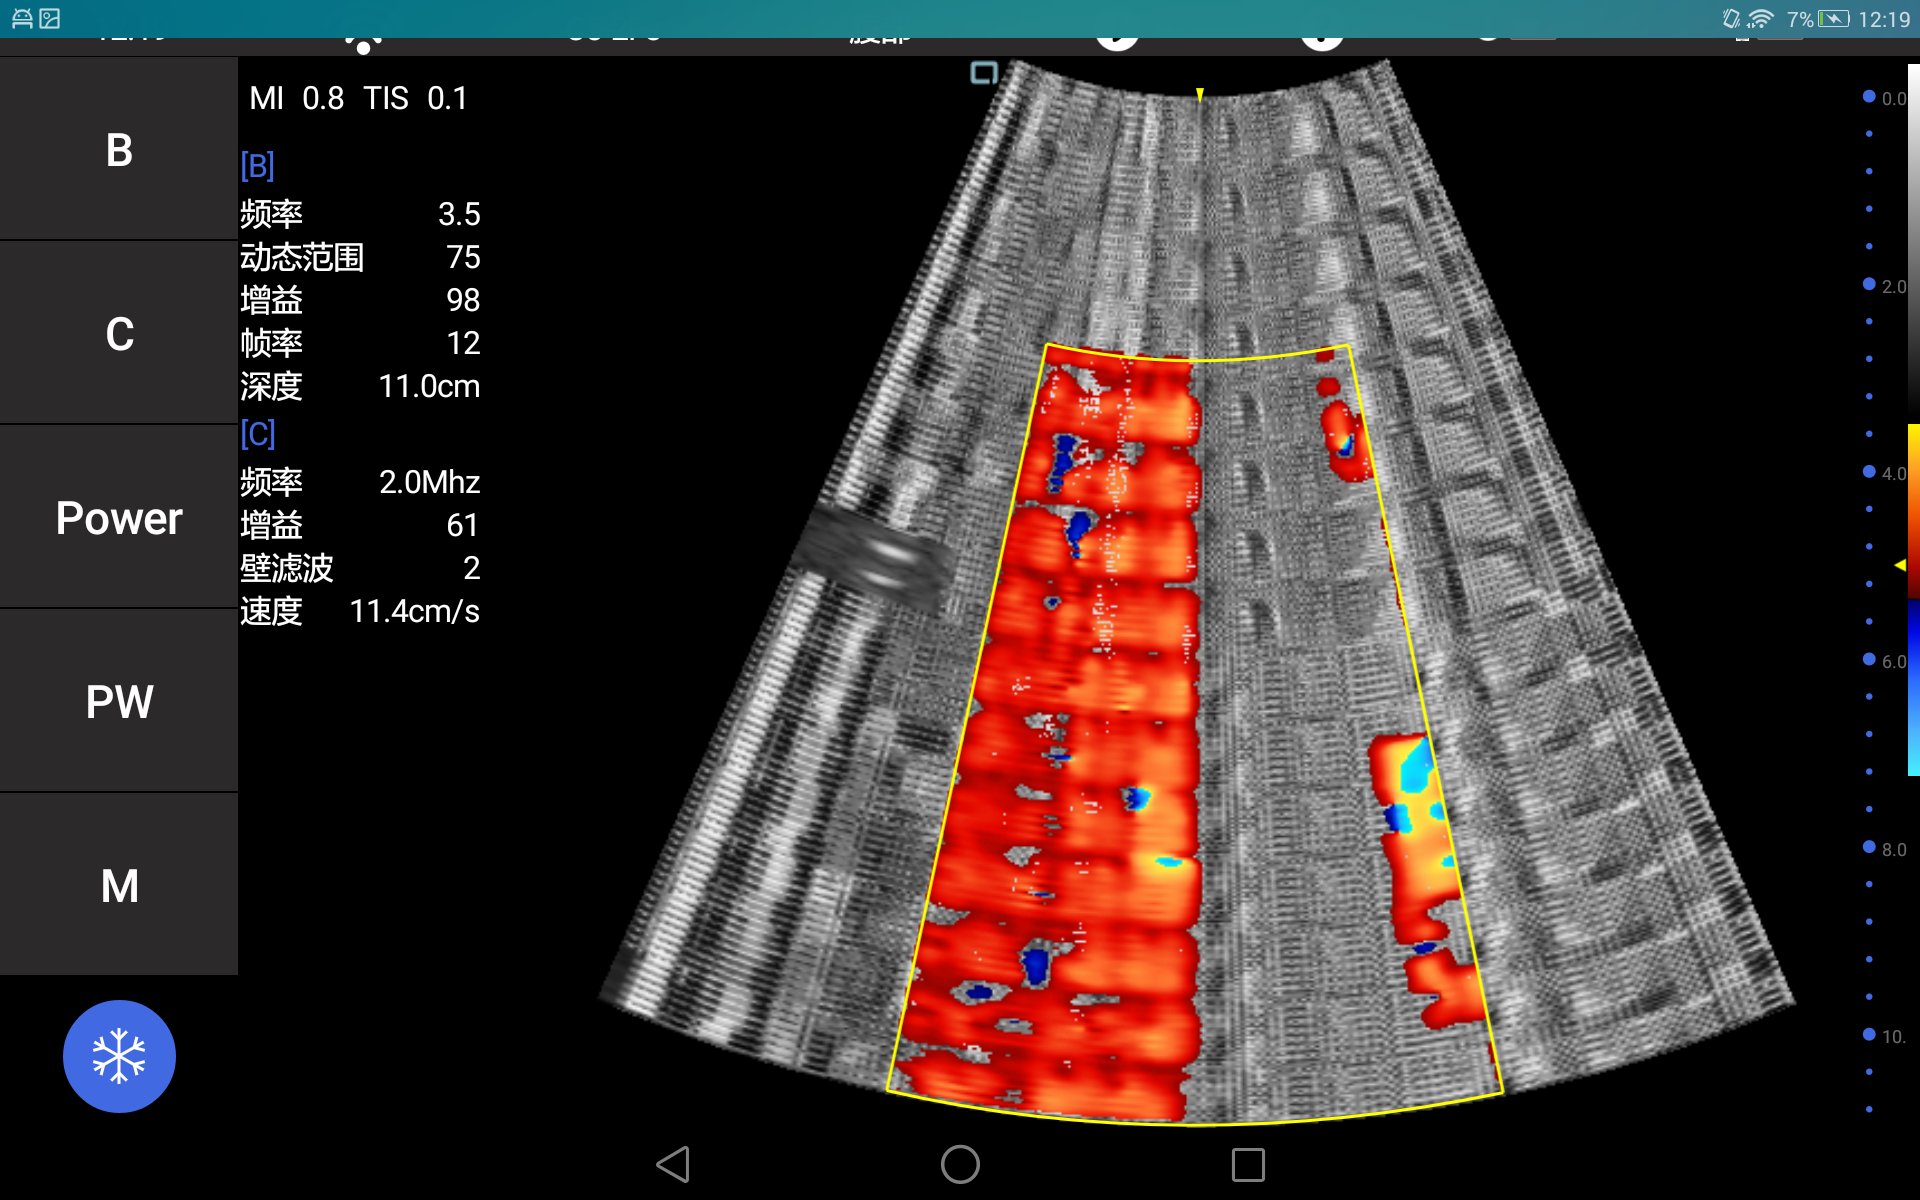 7% 12:19
MI 0.8 TIS 0.1
B
[B]
频率 3.5
动态范围 75
增益 98
帧率 12
深度 11.0cm
C
[C]
频率 2.0Mhz
增益 61
壁滤波 2
速度 11.4cm/s
Power
PW
M
0.0
2.0
4.0
6.0
8.0
10.